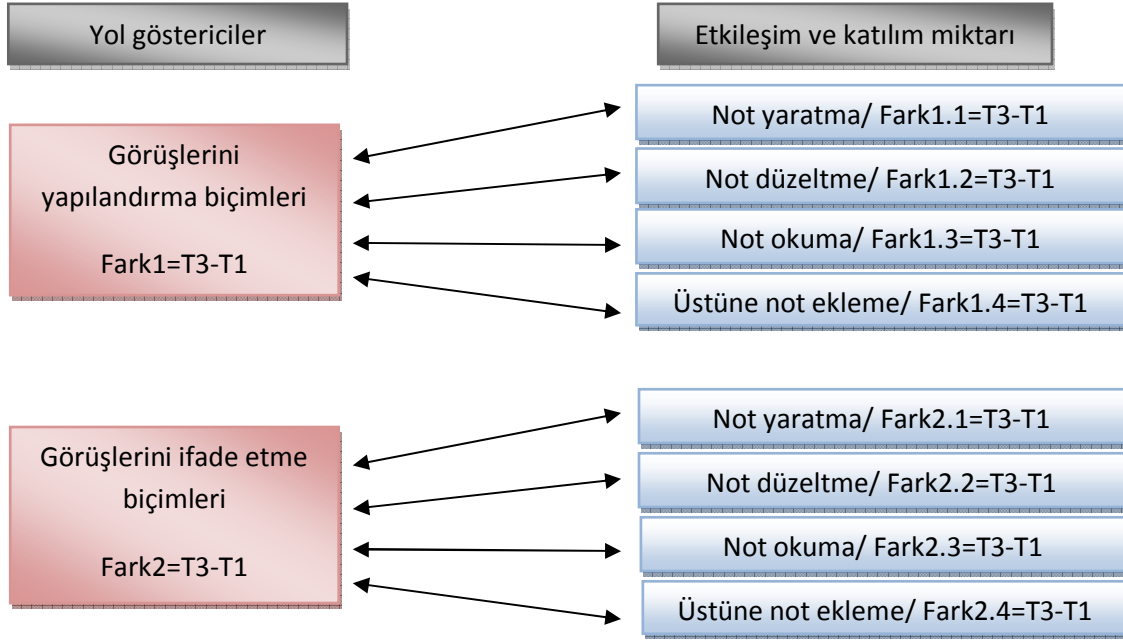 Yol göstericiler
Etkileşim ve katılım miktarı
Görüşlerini
yapılandırma biçimleri
Fark1=T3-T1
Not yaratma/ Fark1.1=T3-T1
Not düzeltme/ Fark1.2=T3-T1
Not okuma/ Fark1.3=T3-T1
Üstüne not ekleme/ Fark1.4=T3-T1
Görüşlerini ifade etme
biçimleri
Fark2=T3-T1
Not yaratma/ Fark2.1=T3-T1
Not düzeltme/ Fark2.2=T3-T1
Not okuma/ Fark2.3=T3-T1
Üstüne not ekleme/ Fark2.4=T3-T1